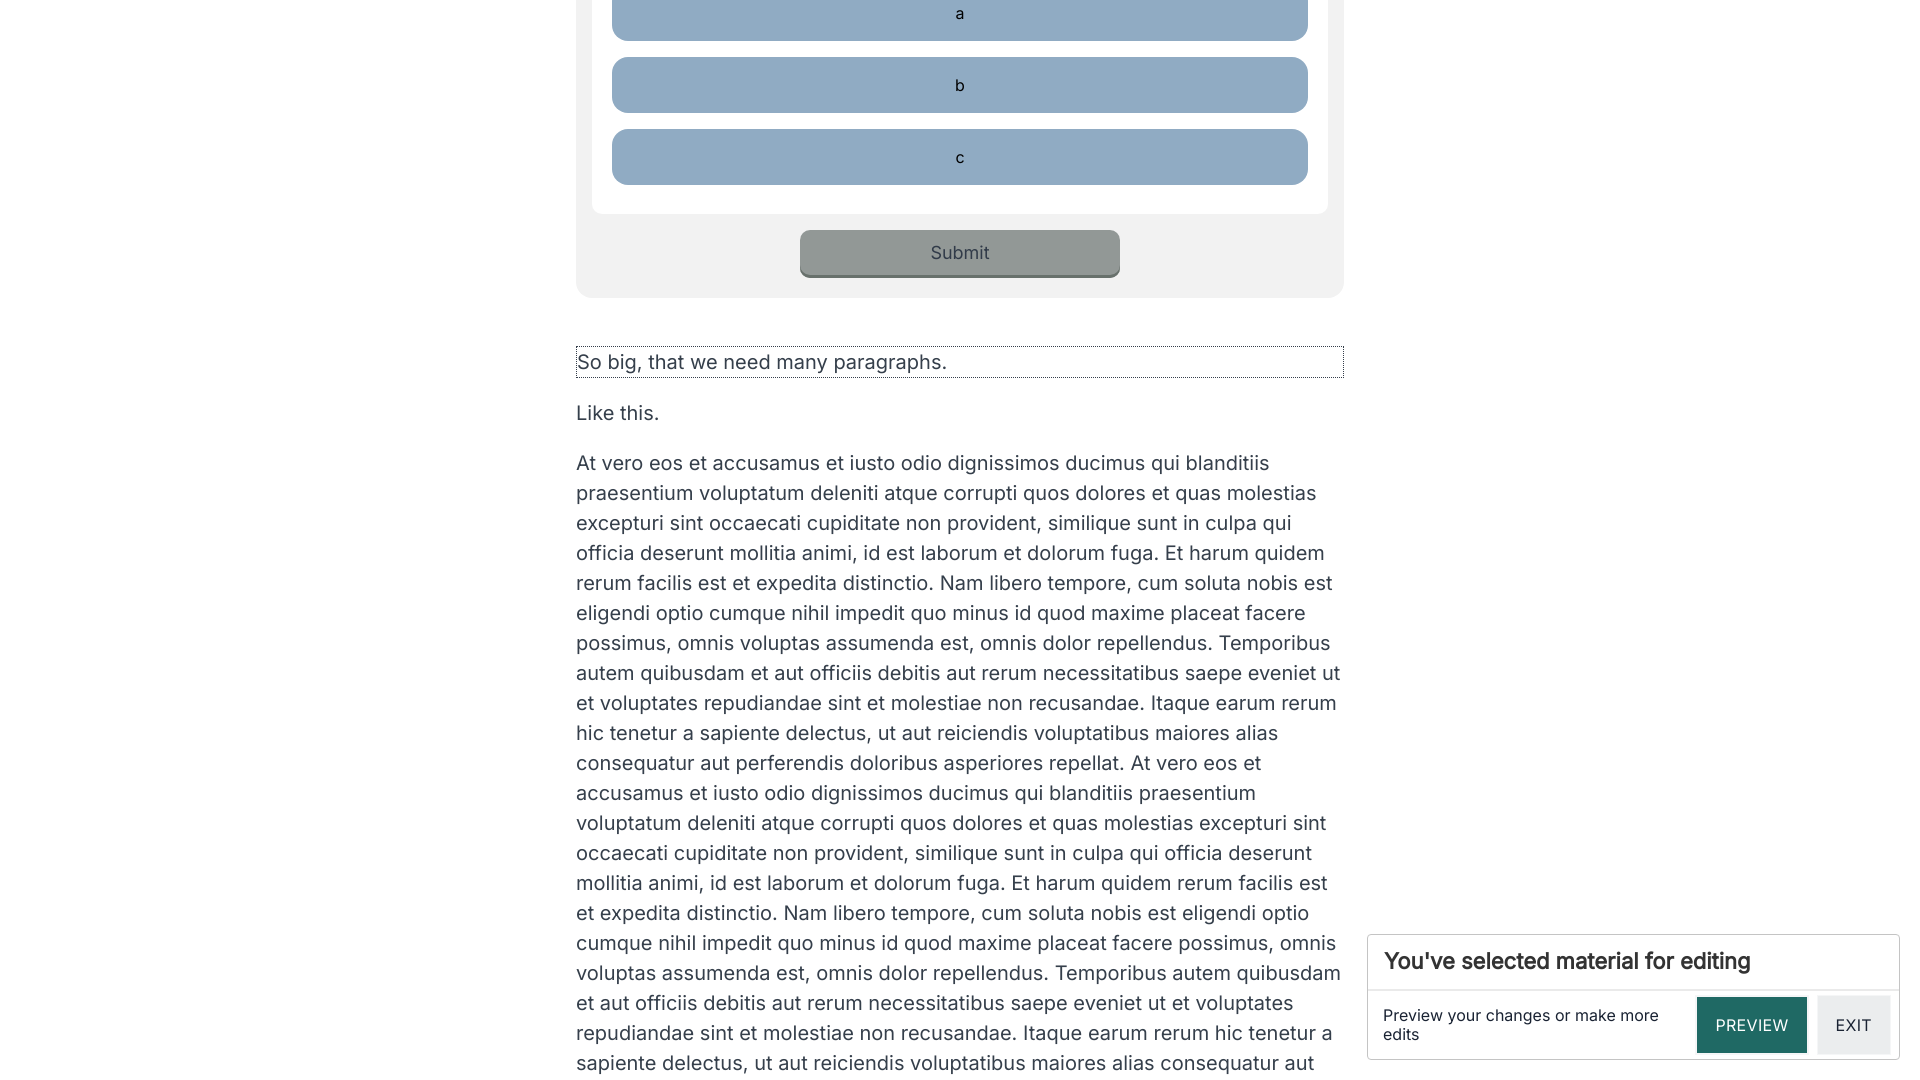 a
b
c
Submit
So big, that we need many paragraphs.
Like this.
At vero eos et accusamus et iusto odio dignissimos ducimus qui blanditiis
praesentium voluptatum deleniti atque corrupti quos dolores et quas molestias
excepturi sint occaecati cupiditate non provident, similique sunt in culpa qui
officia deserunt mollitia animi, id est laborum et dolorum fuga. Et harum quidem
rerum facilis est et expedita distinctio. Nam libero tempore, cum soluta nobis est
eligendi optio cumque nihil impedit quo minus id quod maxime placeat facere
possimus, omnis voluptas assumenda est, omnis dolor repellendus. Temporibus
autem quibusdam et aut officiis debitis aut rerum necessitatibus saepe eveniet ut
et voluptates repudiandae sint et molestiae non recusandae. Itaque earum rerum
hic tenetur a sapiente delectus, ut aut reiciendis voluptatibus maiores alias
consequatur aut perferendis doloribus asperiores repellat. At vero eos et
accusamus et iusto odio dignissimos ducimus qui blanditiis praesentium
voluptatum deleniti atque corrupti quos dolores et quas molestias excepturi sint
occaecati cupiditate non provident, similique sunt in culpa qui officia deserunt
mollitia animi, id est laborum et dolorum fuga. Et harum quidem rerum facilis est
et expedita distinctio. Nam libero tempore, cum soluta nobis est eligendi optio
cumque nihil impedit quo minus id quod maxime placeat facere possimus, omnis
voluptas assumenda est, omnis dolor repellendus. Temporibus autem quibusdam
et aut officiis debitis aut rerum necessitatibus saepe eveniet ut et voluptates
repudiandae sint et molestiae non recusandae. Itaque earum rerum hic tenetur a
sapiente delectus, ut aut reiciendis voluptatibus maiores alias consequatur aut
You've selected material for editing
Preview your changes or make more
edits
PREVIEW
EXIT